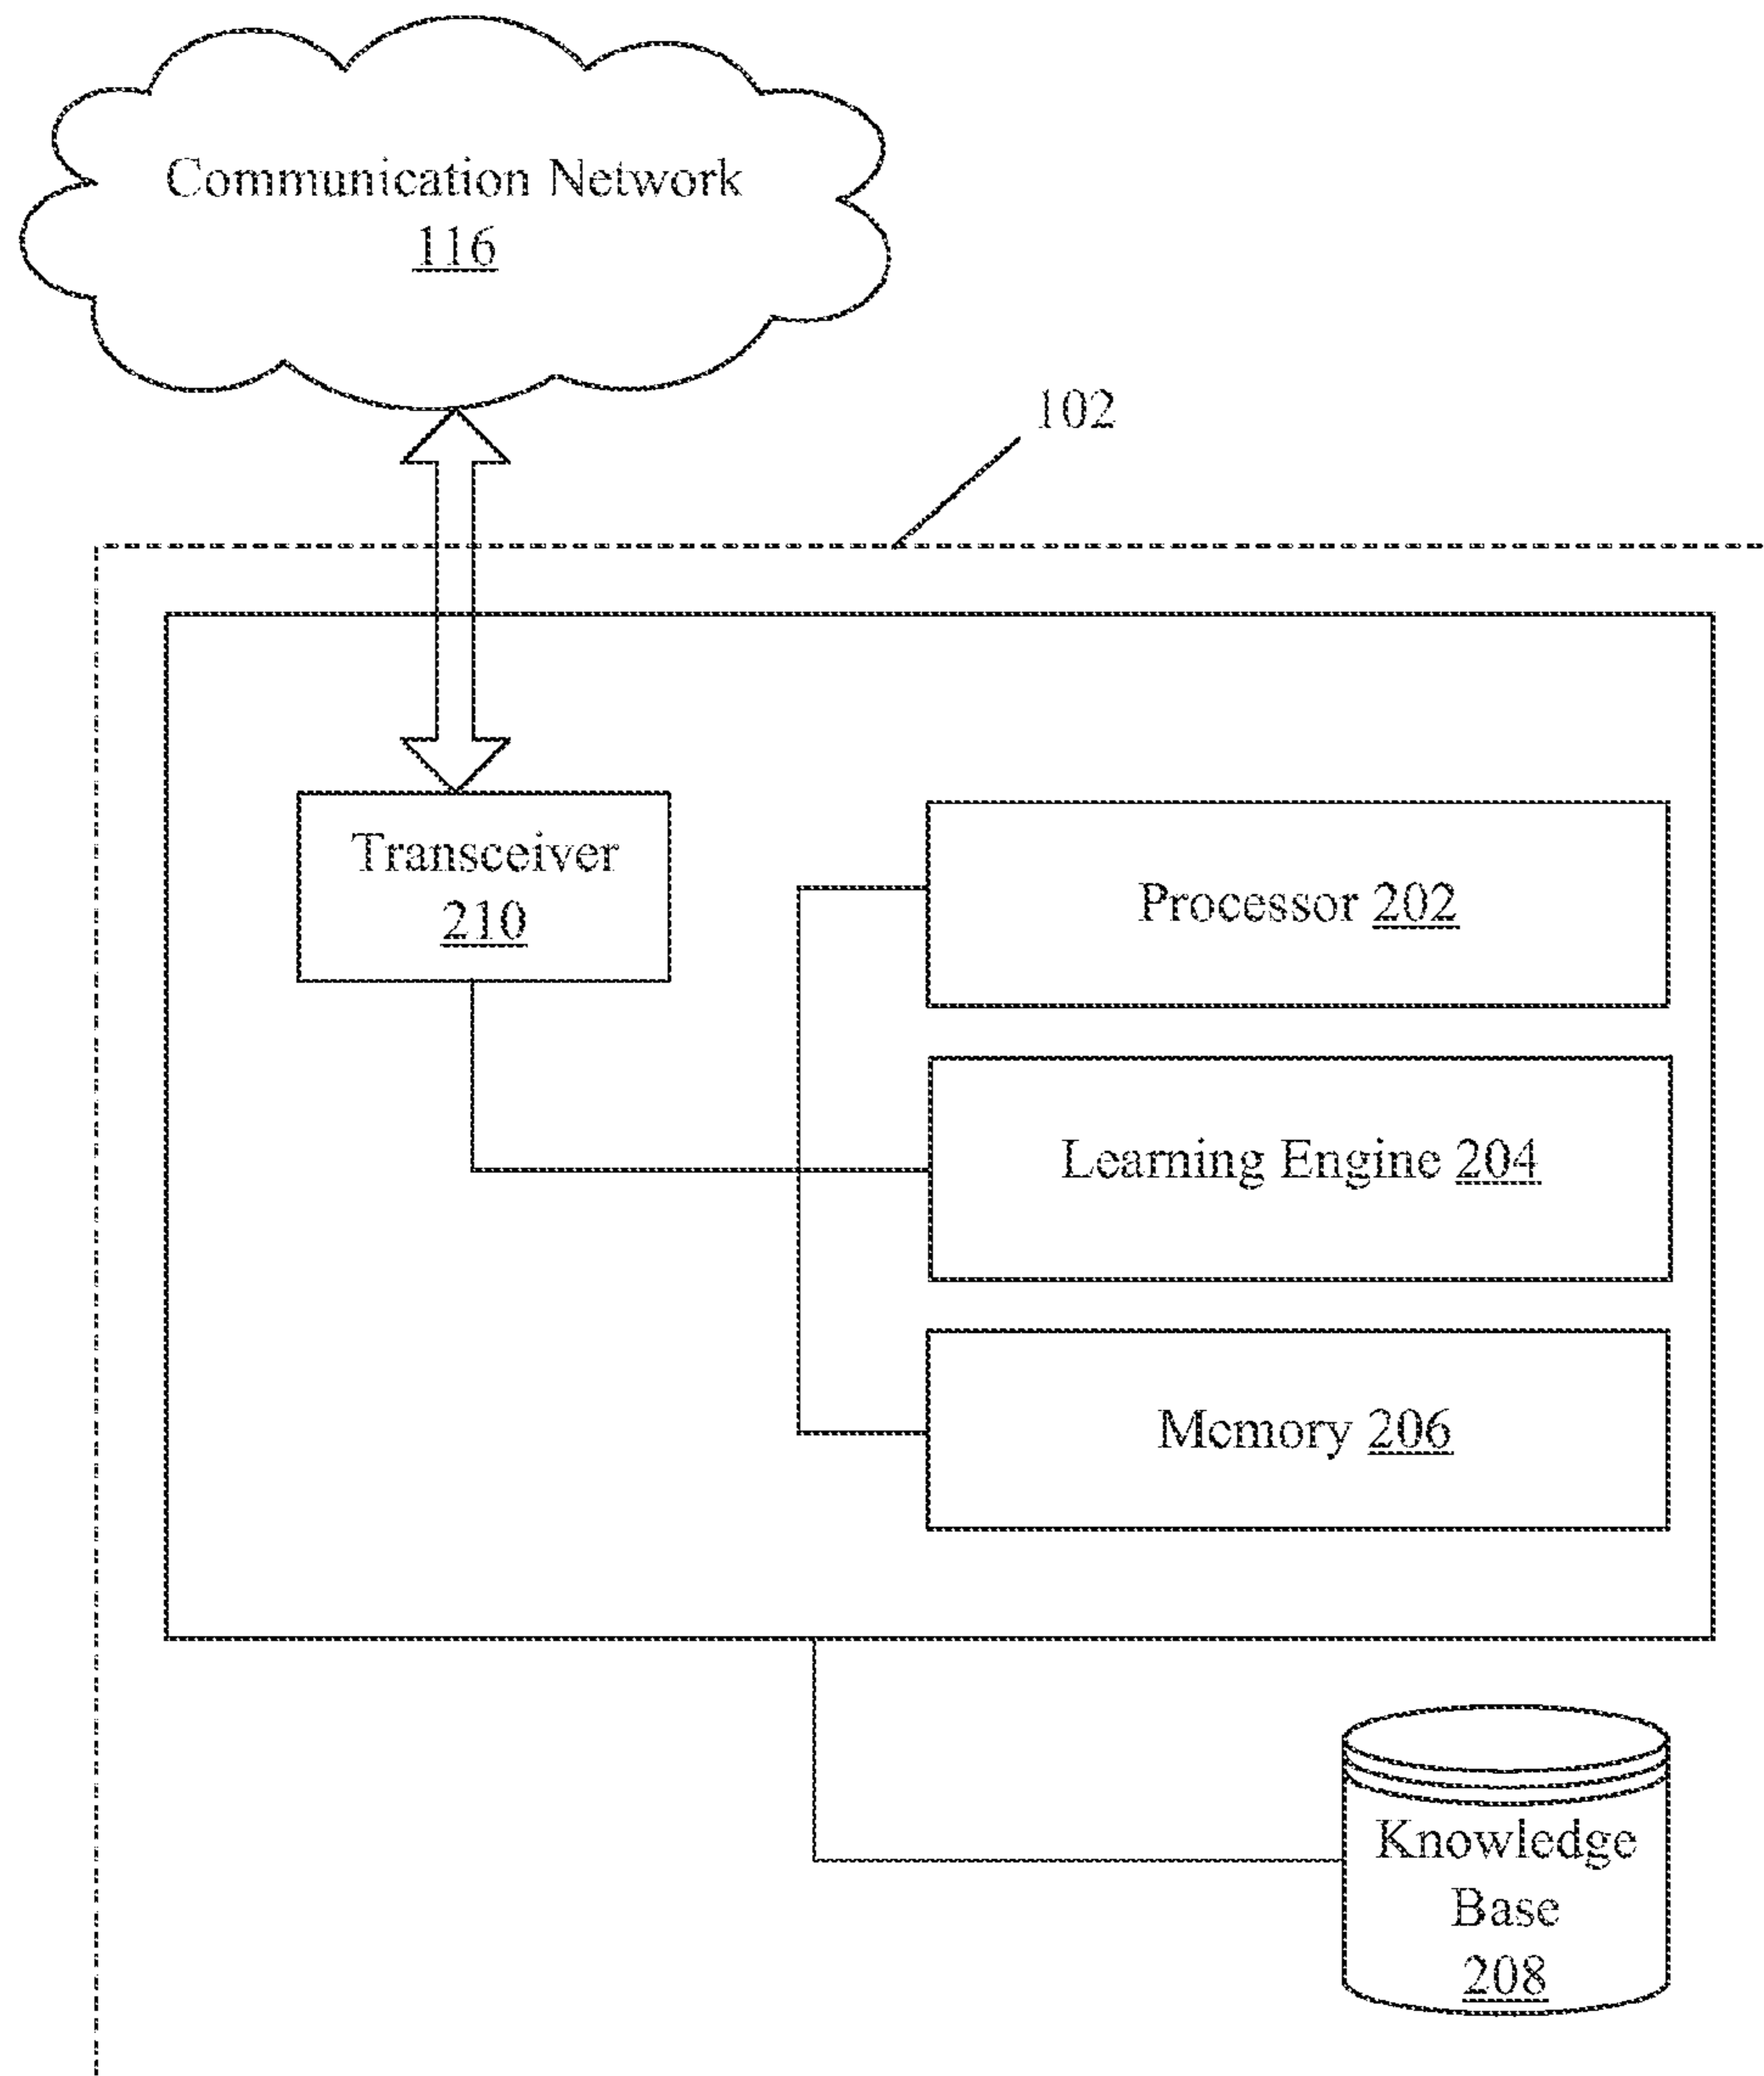 Communication Network
116
102
Transceiver
210
Processor 202
Learning Engine 204
Memory 206
Knowledge
Base
208